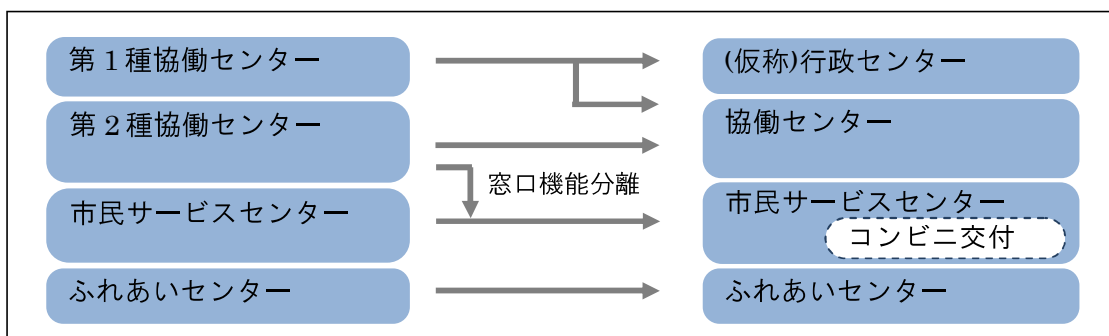 第１種協働センター
(仮称)行政センター
第２種協働センター
協働センター
窓口機能分離
市民サービスセンター
市民サービスセンター
コンビニ交付
ふれあいセンター
ふれあいセンター